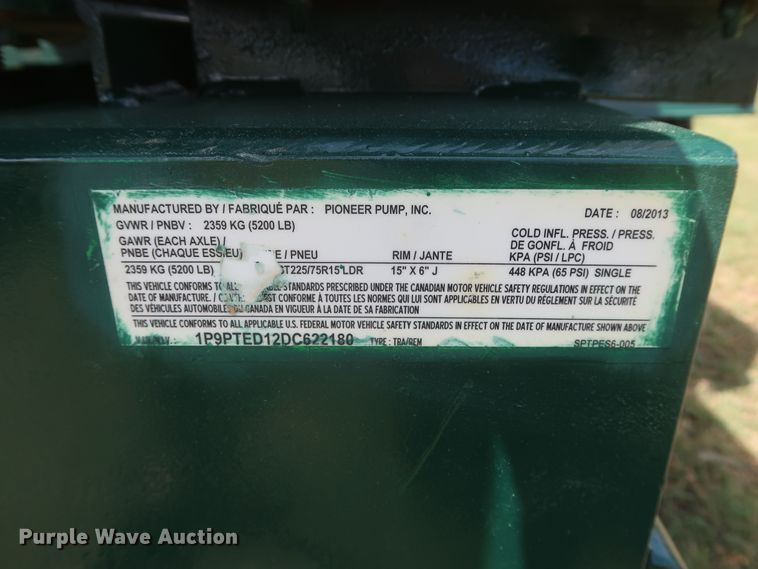 MANUFACTURED BY / FABRIQUÉ PAR : PIONEER PUMP, INC. DATE : 08/2013
GVWR / PNBV : 2359 KG (5200 LB)
GAWR (EACH AXLE) / COLD INFL. PRESS. / PRESS.
PNBE (CHAQUE ESSIEU) E / PNEU RIM / JANTE DE GONFL. À FROID
KPA (PSI / LPC)
2359 KG (5200 LB) ST225/75R15 LDR 15" X 6" J 448 KPA (65 PSI) SINGLE
THIS VEHICLE CONFORMS TO ALL STANDARDS PRESCRIBED UNDER THE CANADIAN MOTOR VEHICLE SAFETY REGULATIONS IN EFFECT ON THE
DATE OF MANUFACTURE. / CONFORME À TOUTES LES NORMES QUI LUI SONT APPLICABLES EN VERTU DU RÈGLEMENT SUR LA SÉCURITÉ
DES VÉHICULES AUTOMOBILES DU CANADA EN VIGUEUR À LA DATE DE SA FABRICATION.
THIS VEHICLE CONFORMS TO ALL APPLICABLE U.S. FEDERAL MOTOR VEHICLE SAFETY STANDARDS IN EFFECT ON THE DATE OF MANUFACTURE SHOWN ABOVE
1P9PTED12DC622180 TYPE : TRA/REM SPTPES6-005
Purple Wave Auction